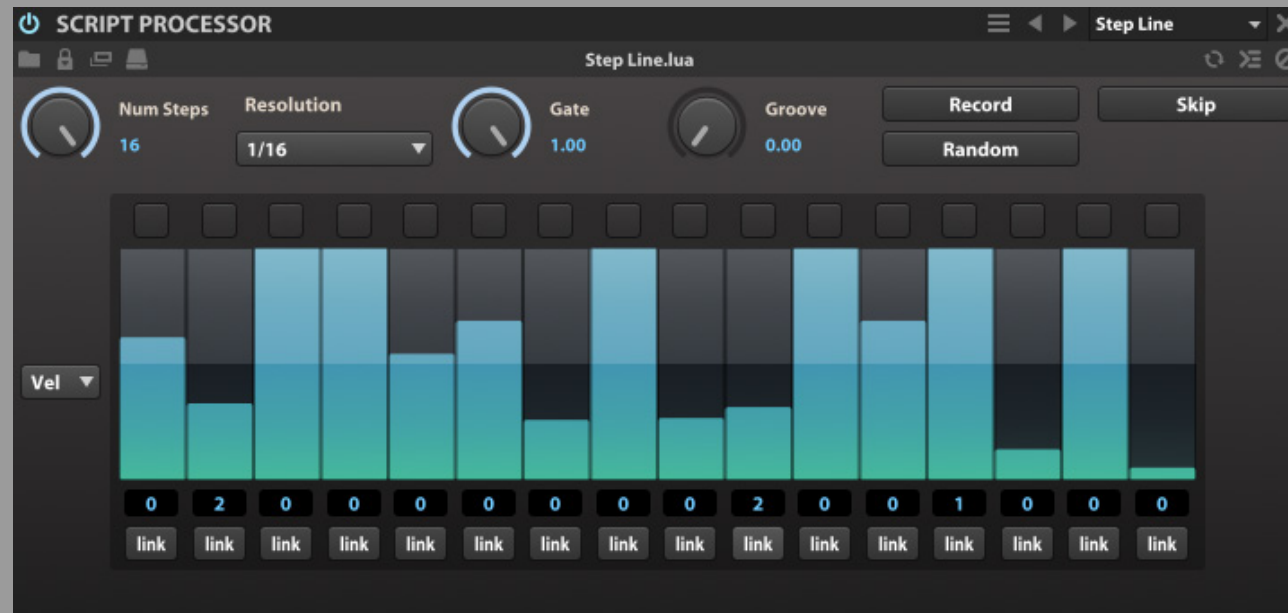 SCRIPT PROCESSOR Step Line
Step Line.lua
Num Steps Resolution Gate Groove Record Skip
16 1/16 1.00 0.00 Random
Vel
0 2 0 0 0 0 0 0 0 2 0 0 1 0 0 0
link link link link link link link link link link link link link link link link